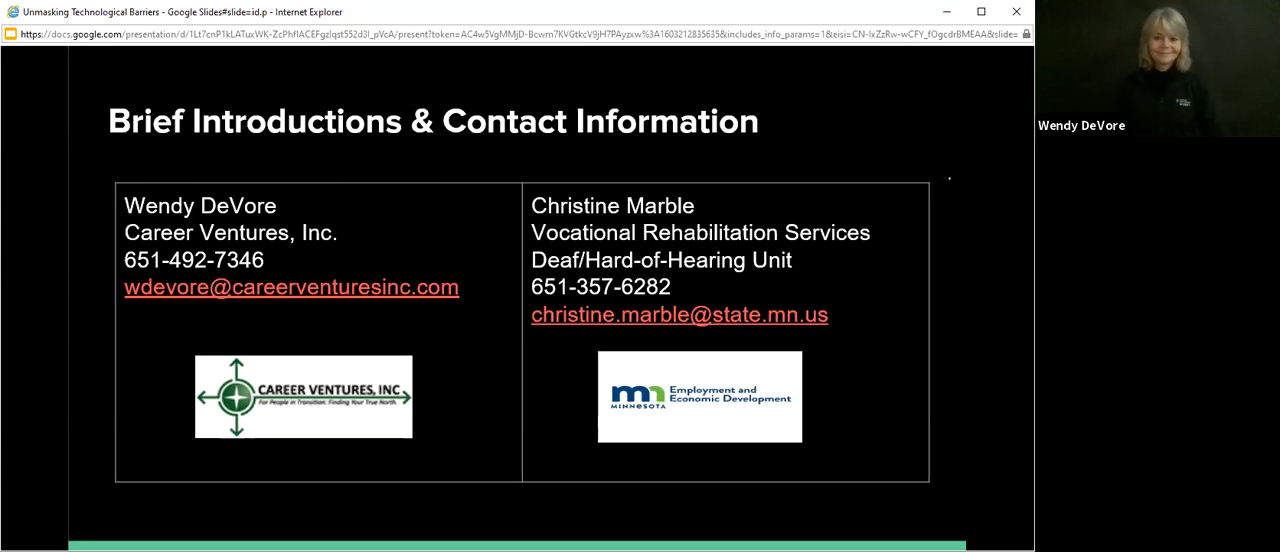 Unmasking Technological Barriers - Google Slides#slide=id.p - Internet Explorer
Brief Introductions & Contact Information
Wendy DeVore
Career Ventures, Inc.
651-492-7346
wdevore@careerventuresinc.com
CAREER VENTURES, INC
For People in Transition. Finding Your True North.
Christine Marble
Vocational Rehabilitation Services
Deaf/Hard-of-Hearing Unit
651-357-6282
christine.marble@state.mn.us
mn
MINNESOTA
Employment and
Economic Development
Wendy DeVore